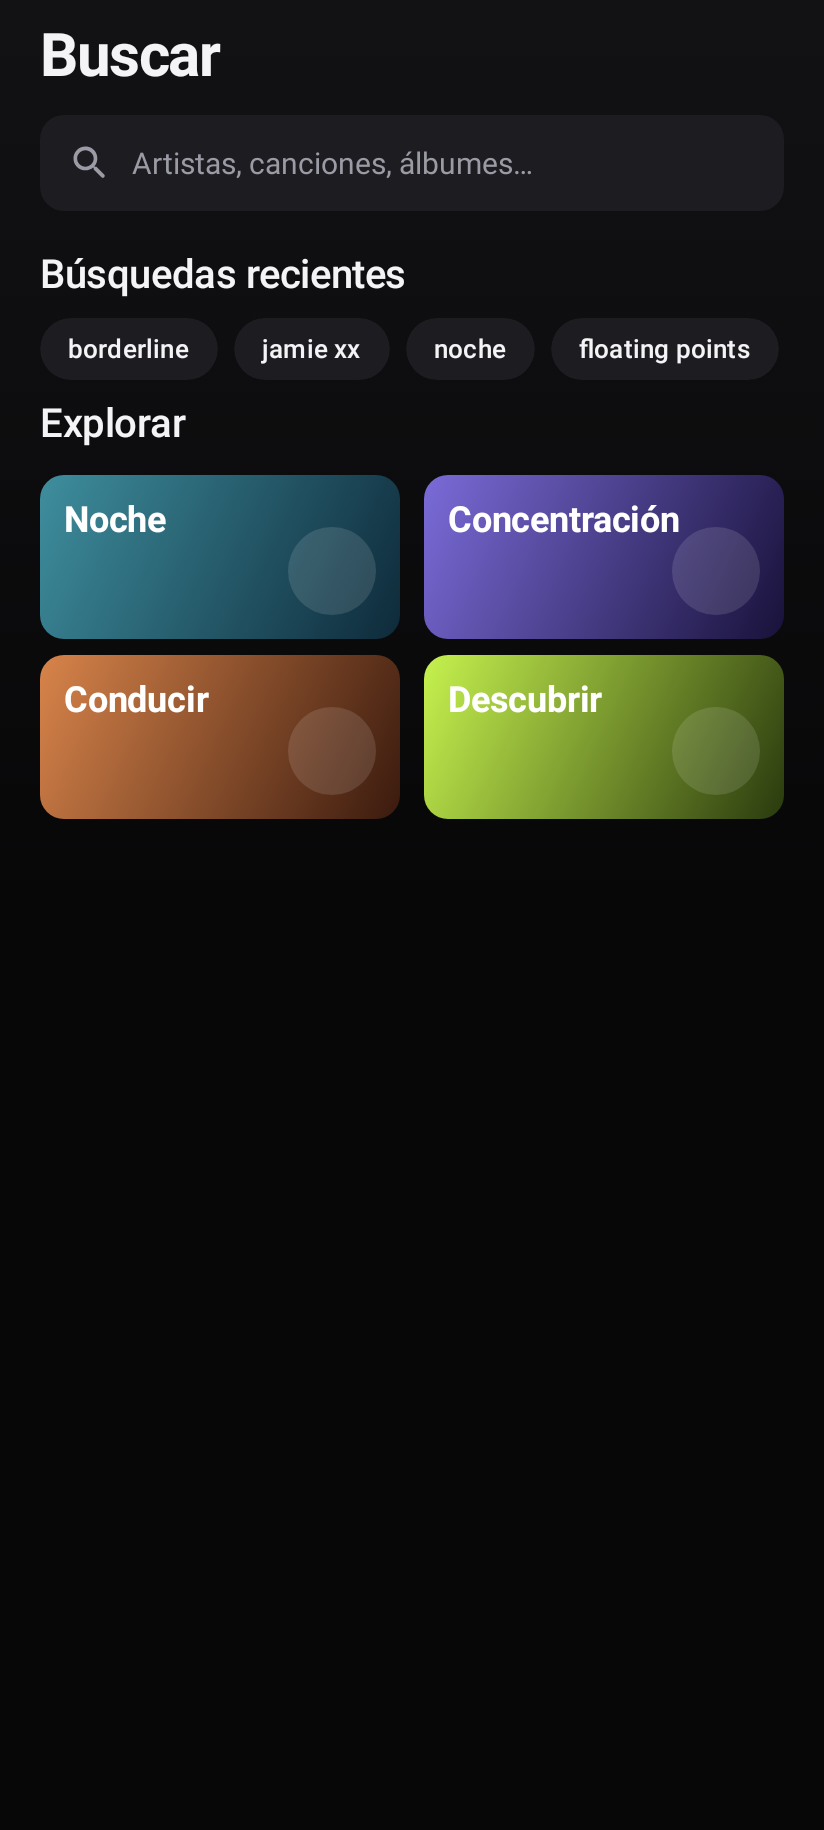 Buscar
Artistas, canciones, álbumes...
Búsquedas recientes
borderline jamie xx noche floating points
Explorar
Noche Concentración
Conducir Descubrir